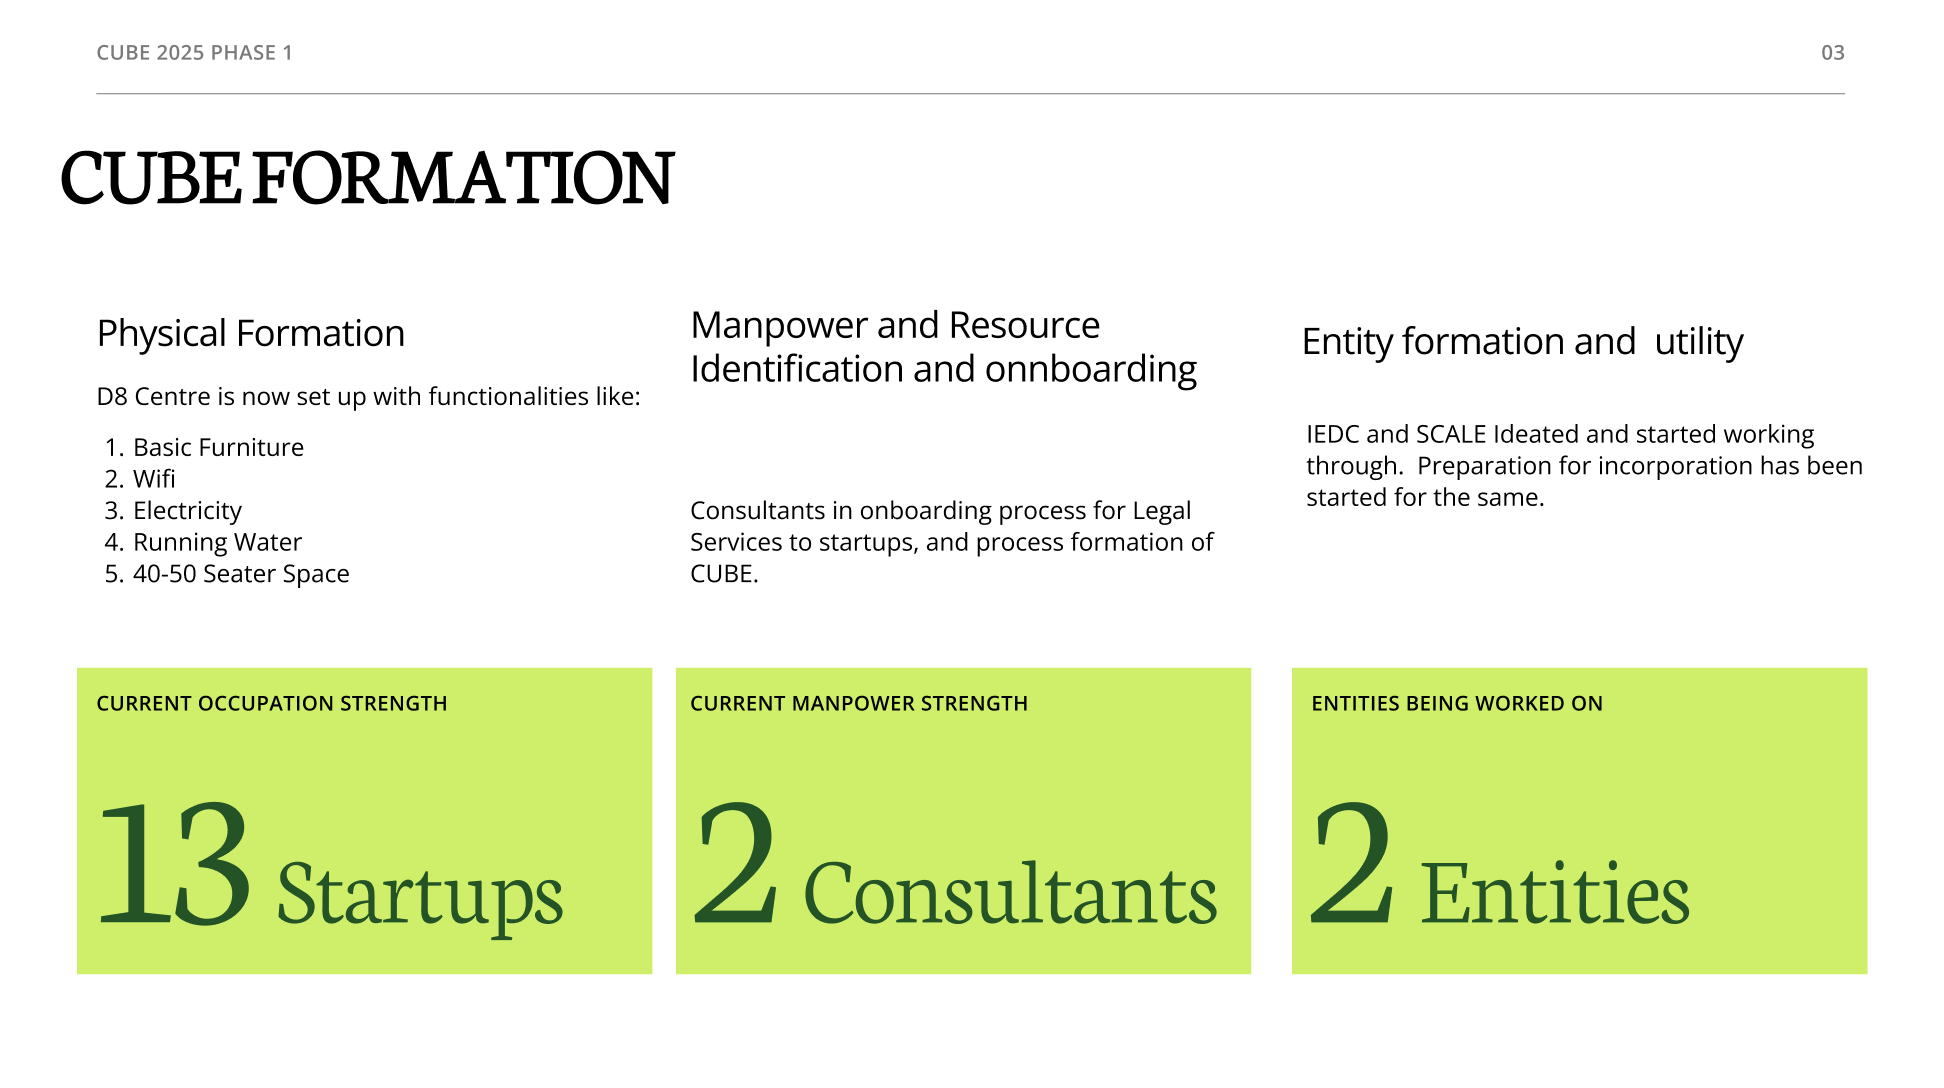 CUBE 2025 PHASE 1
03
CUBE FORMATION
Physical Formation
D8 Centre is now set up with functionalities like:
1. Basic Furniture
2. Wifi
3. Electricity
4. Running Water
5. 40-50 Seater Space
Manpower and Resource
Identification and onnboarding
Consultants in onboarding process for Legal
Services to startups, and process formation of
CUBE.
Entity formation and  utility
IEDC and SCALE Ideated and started working
through.  Preparation for incorporation has been
started for the same.
CURRENT OCCUPATION STRENGTH
13 Startups
CURRENT MANPOWER STRENGTH
2 Consultants
ENTITIES BEING WORKED ON
2 Entities